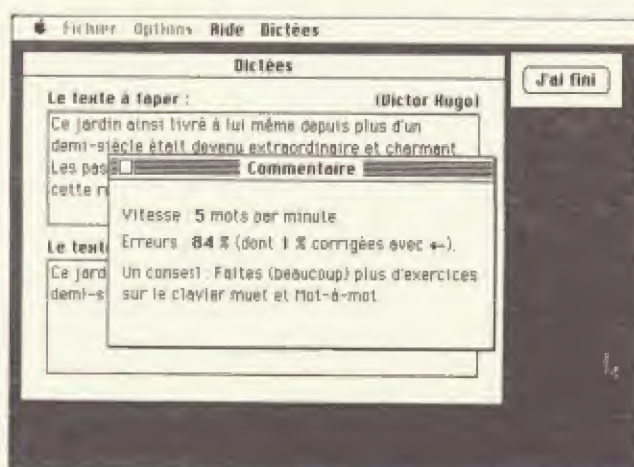 Fichier Options Aide Dictées
Dictées
J'ai fini
Le texte à taper : (Victor Hugo)
Ce jardin ainsi livré à lui même depuis plus d'un
demi-siècle était devenu extraordinaire et charmant.
Les pas
cette r
Commentaire
Vitesse : 5 mots par minute
Erreurs : 84 % (dont 1 % corrigées avec ←).
Un conseil : Faites (beaucoup) plus d'exercices
sur le clavier muet et Mot-à-mot
Le text
Ce jard
demi-s